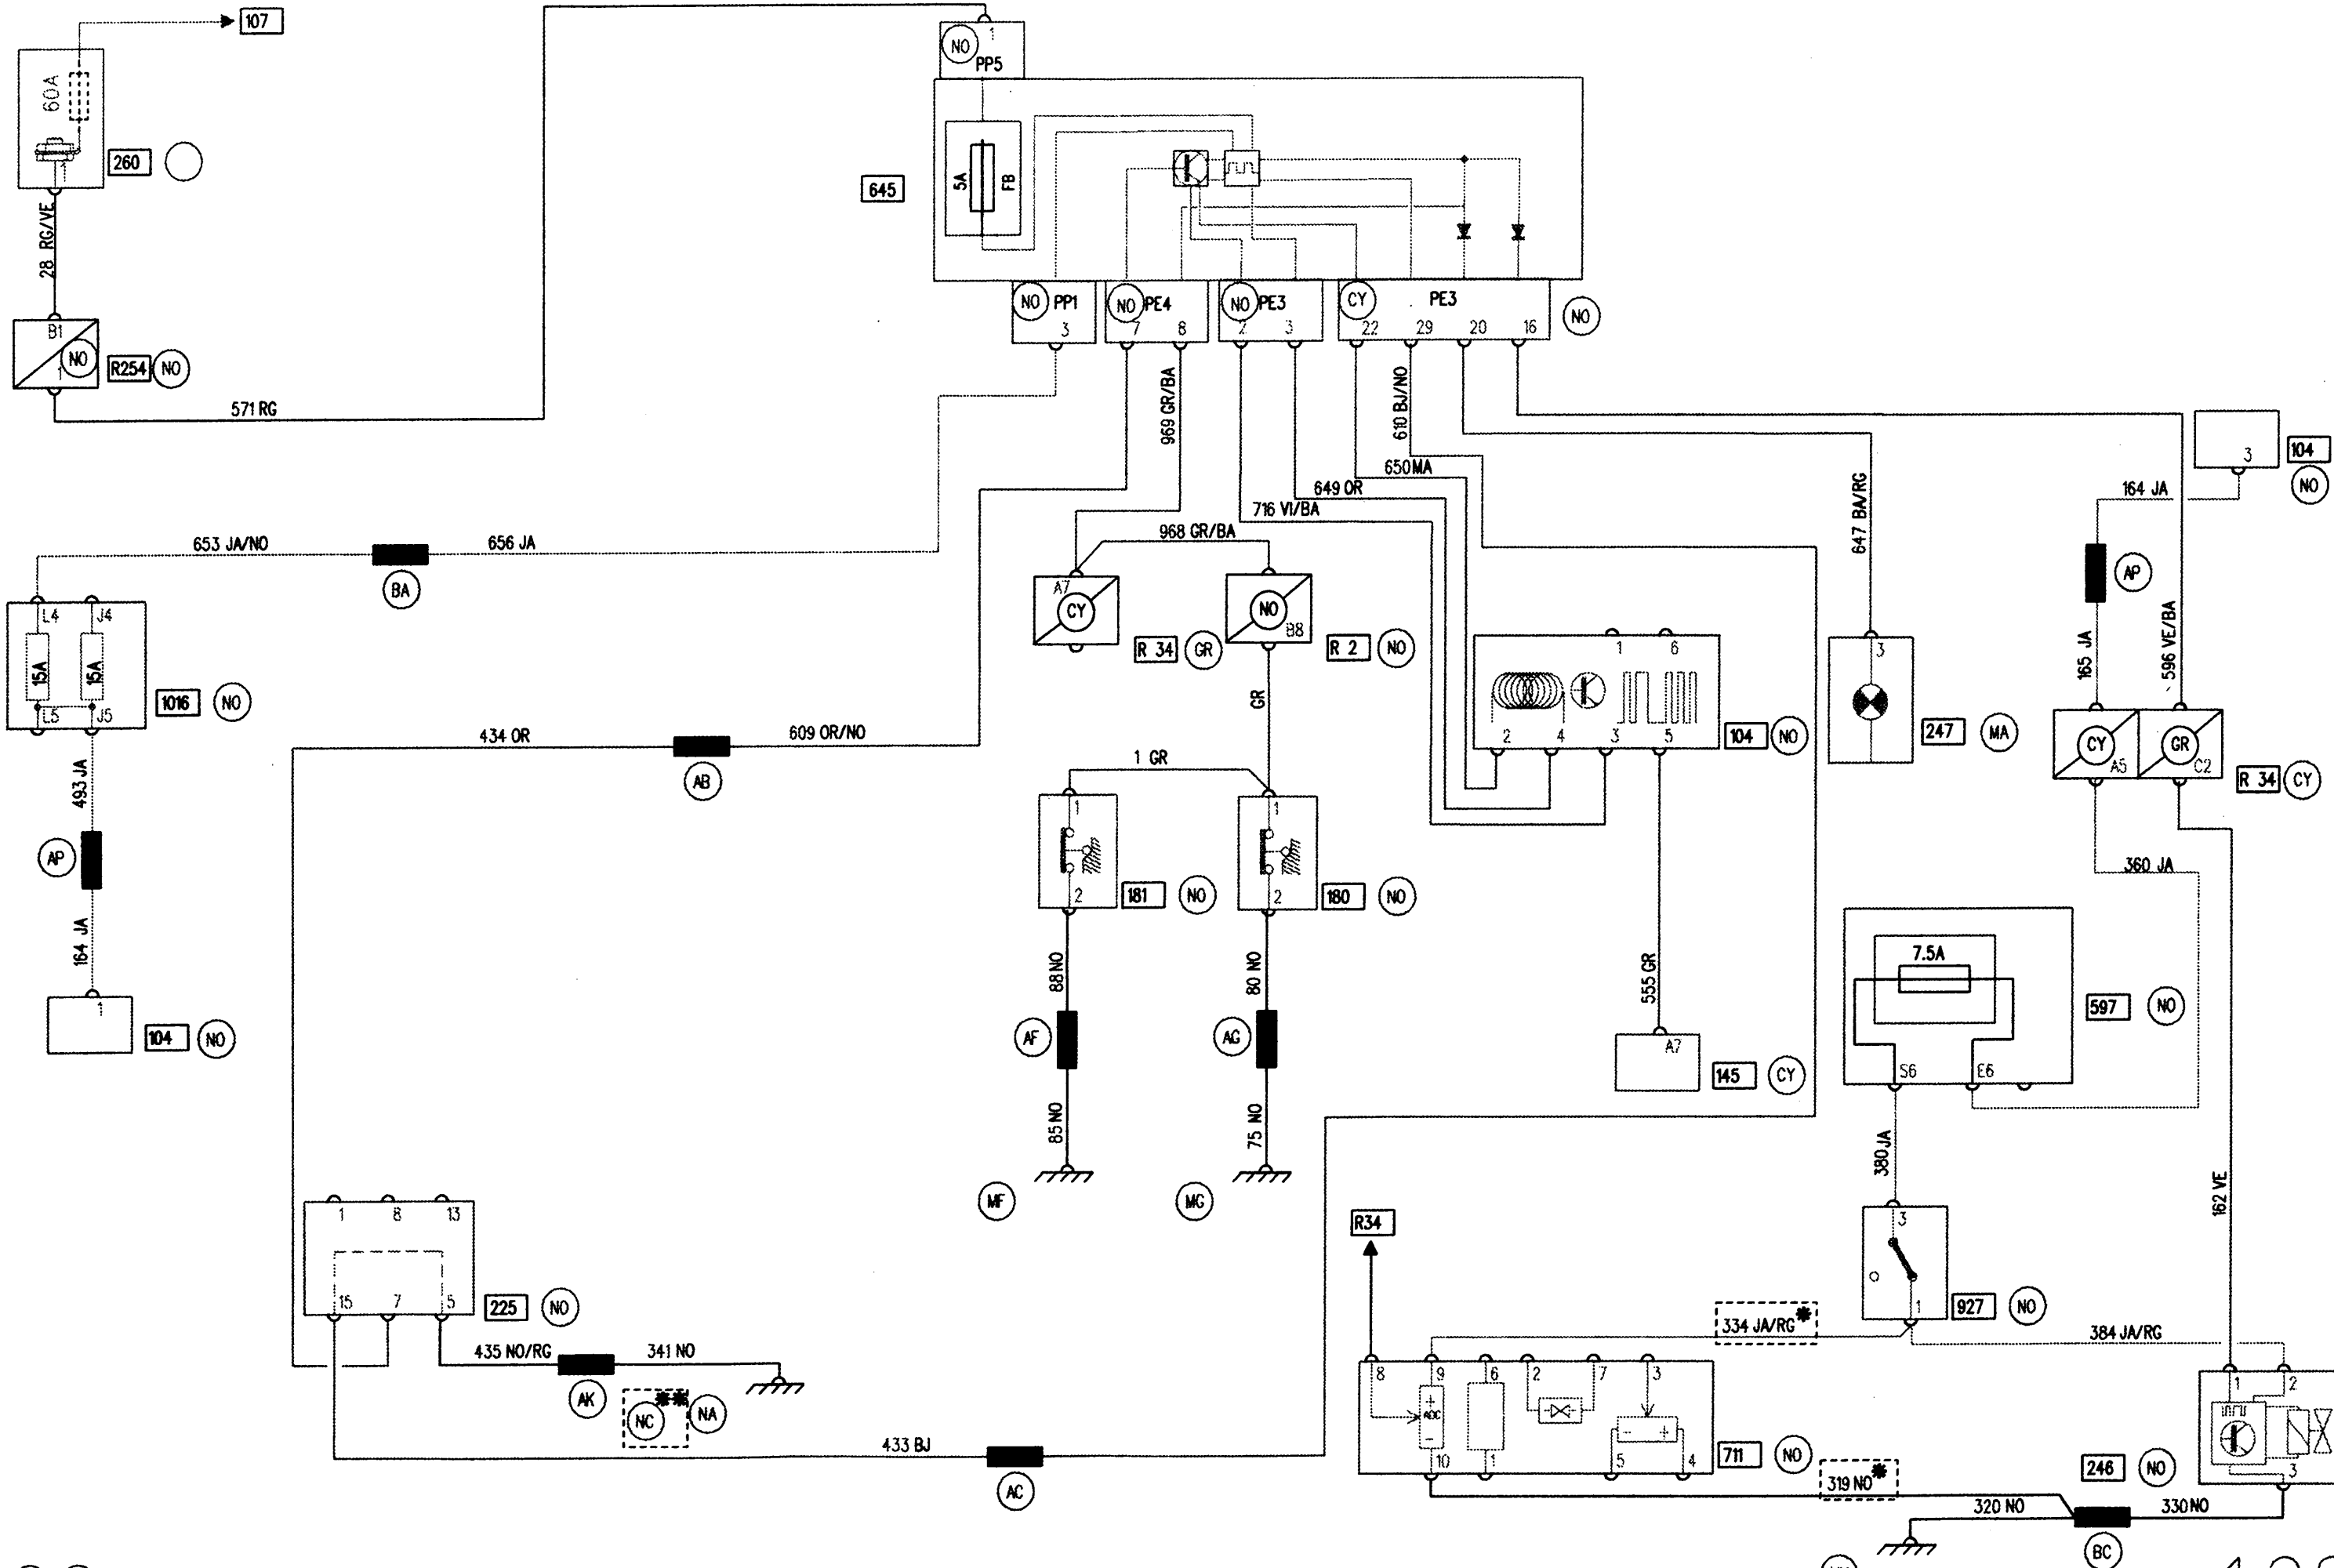 107
60A
1
260
28 RG/VE
B1
NO
1
R254
NO
571 RG
NO
1
PP5
645
5A
FB
NO PP1
3
NO PE4
7 8
NO PE3
2 3
CY PE3
22 29 20 16
NO
969 GR/BA
610 BJ/NO
650 MA
649 OR
716 VI/BA
968 GR/BA
647 BA/RG
596 VE/BA
3
104
NO
164 JA
AP
165 JA
653 JA/NO
656 JA
BA
L4 J4
15A 15A
L5 J5
1016
NO
493 JA
AP
164 JA
1
104
NO
434 OR
609 OR/NO
AB
A7
CY
R 34
GR
NO
B8
R 2
NO
GR
1 GR
1
2
181
NO
1
2
180
NO
88 NO
AF
85 NO
MF
80 NO
AG
75 NO
MG
1 6
2 4 3 5
104
NO
555 GR
A7
145
CY
3
247
MA
CY
A5
GR
C2
R 34
CY
360 JA
162 VE
7.5A
S6 E6
597
NO
380 JA
3
1
927
NO
1 8 13
15 7 5
225
NO
435 NO/RG
341 NO
AK
NC
**
NA
433 BJ
AC
R34
334 JA/RG *
384 JA/RG
8 9 6 2 7 3
+
ADC
-
- +
10 1 5 4
711
NO
319 NO *
320 NO
330 NO
BC
246
NO
1 2
3